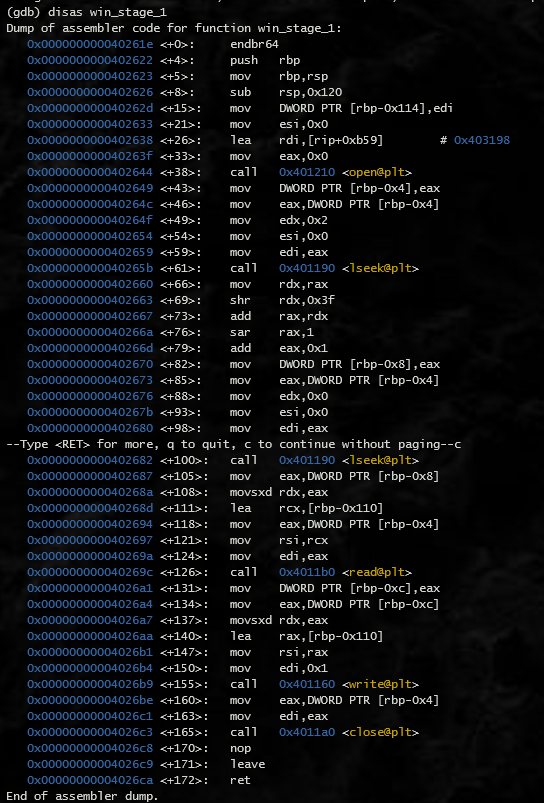 (gdb) disas win_stage_1
Dump of assembler code for function win_stage_1:
0x000000000040261e <+0>: endbr64
0x0000000000402622 <+4>: push rbp
0x0000000000402623 <+5>: mov rbp,rsp
0x0000000000402626 <+8>: sub rsp,0x120
0x000000000040262d <+15>: mov DWORD PTR [rbp-0x114],edi
0x0000000000402633 <+21>: mov esi,0x0
0x0000000000402638 <+26>: lea rdi,[rip+0xb59] # 0x403198
0x000000000040263f <+33>: mov eax,0x0
0x0000000000402644 <+38>: call 0x401210 <open@plt>
0x0000000000402649 <+43>: mov DWORD PTR [rbp-0x4],eax
0x000000000040264c <+46>: mov eax,DWORD PTR [rbp-0x4]
0x000000000040264f <+49>: mov edx,0x2
0x0000000000402654 <+54>: mov esi,0x0
0x0000000000402659 <+59>: mov edi,eax
0x000000000040265b <+61>: call 0x401190 <lseek@plt>
0x0000000000402660 <+66>: mov rdx,rax
0x0000000000402663 <+69>: shr rdx,0x3f
0x0000000000402667 <+73>: add rax,rdx
0x000000000040266a <+76>: sar rax,1
0x000000000040266d <+79>: add eax,0x1
0x0000000000402670 <+82>: mov DWORD PTR [rbp-0x8],eax
0x0000000000402673 <+85>: mov eax,DWORD PTR [rbp-0x4]
0x0000000000402676 <+88>: mov edx,0x0
0x000000000040267b <+93>: mov esi,0x0
0x0000000000402680 <+98>: mov edi,eax
--Type <RET> for more, q to quit, c to continue without paging--c
0x0000000000402682 <+100>: call 0x401190 <lseek@plt>
0x0000000000402687 <+105>: mov eax,DWORD PTR [rbp-0x8]
0x000000000040268a <+108>: movsxd rdx,eax
0x000000000040268d <+111>: lea rcx,[rbp-0x110]
0x0000000000402694 <+118>: mov eax,DWORD PTR [rbp-0x4]
0x0000000000402697 <+121>: mov rsi,rcx
0x000000000040269a <+124>: mov edi,eax
0x000000000040269c <+126>: call 0x4011b0 <read@plt>
0x00000000004026a1 <+131>: mov DWORD PTR [rbp-0xc],eax
0x00000000004026a4 <+134>: mov eax,DWORD PTR [rbp-0xc]
0x00000000004026a7 <+137>: movsxd rdx,eax
0x00000000004026aa <+140>: lea rax,[rbp-0x110]
0x00000000004026b1 <+147>: mov rsi,rax
0x00000000004026b4 <+150>: mov edi,0x1
0x00000000004026b9 <+155>: call 0x401160 <write@plt>
0x00000000004026be <+160>: mov eax,DWORD PTR [rbp-0x4]
0x00000000004026c1 <+163>: mov edi,eax
0x00000000004026c3 <+165>: call 0x4011a0 <close@plt>
0x00000000004026c8 <+170>: nop
0x00000000004026c9 <+171>: leave
0x00000000004026ca <+172>: ret
End of assembler dump.